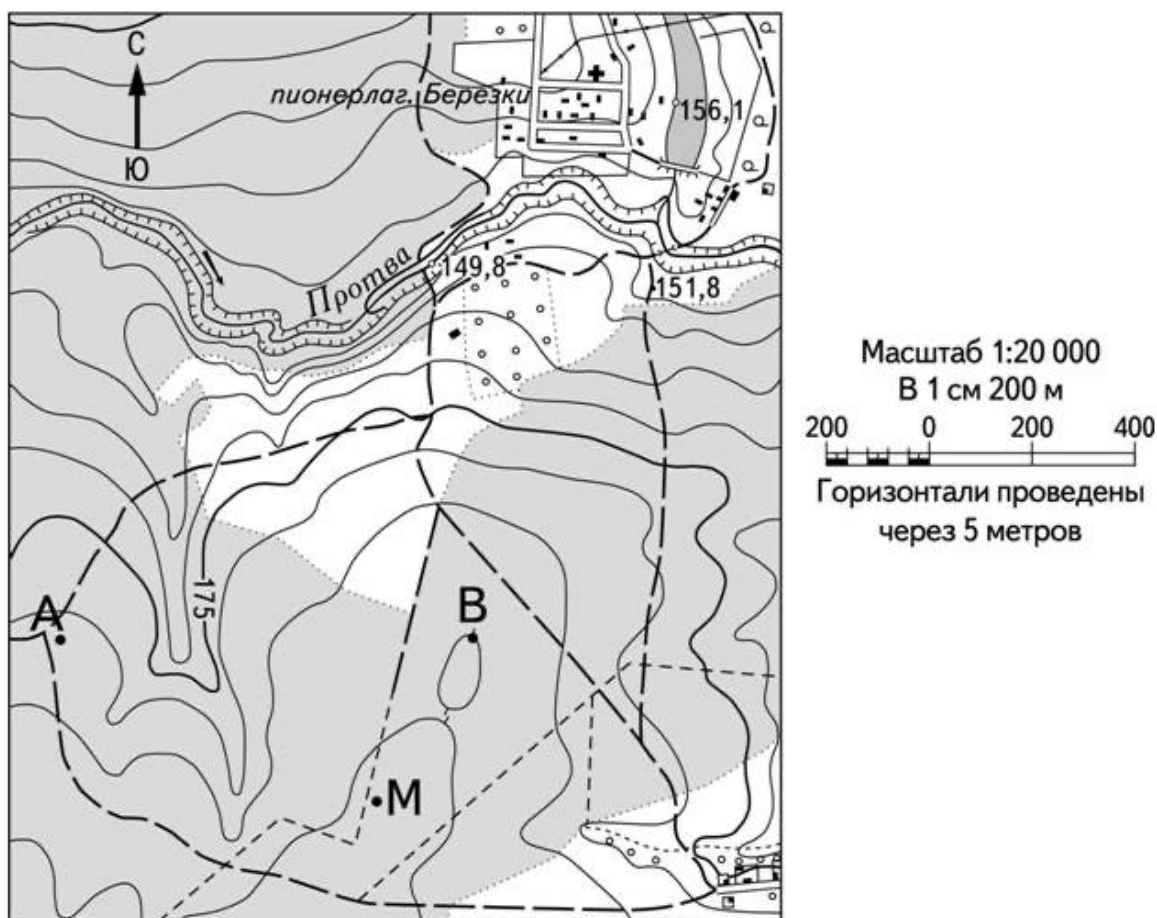 С
Ю
пионерлаг. Березки
156,1
Протва
149,8
151,8
175
А
В
М
Масштаб 1:20 000
В 1 см 200 м
200 0 200 400
Горизонтали проведены
через 5 метров